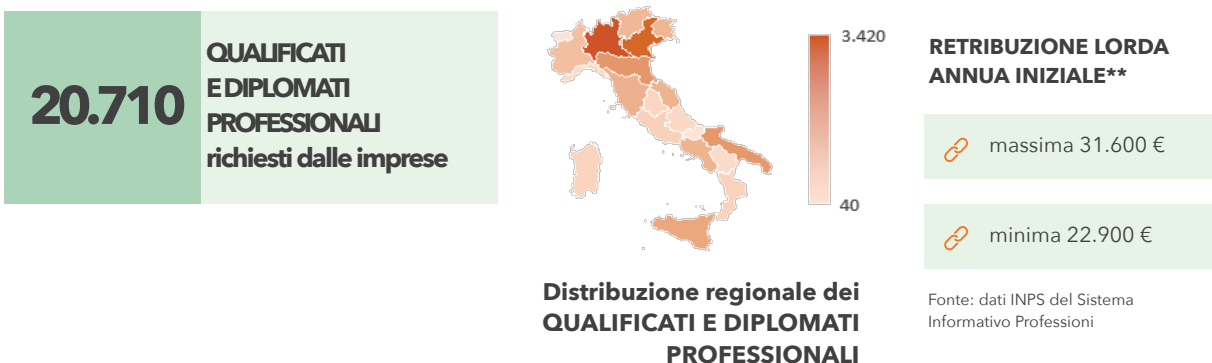 20.710
QUALIFICATI
E DIPLOMATI
PROFESSIONALI
richiesti dalle imprese
3.420
40
Distribuzione regionale dei
QUALIFICATI E DIPLOMATI
PROFESSIONALI
RETRIBUZIONE LORDA
ANNUA INIZIALE**
massima 31.600 €
minima 22.900 €
Fonte: dati INPS del Sistema
Informativo Professioni